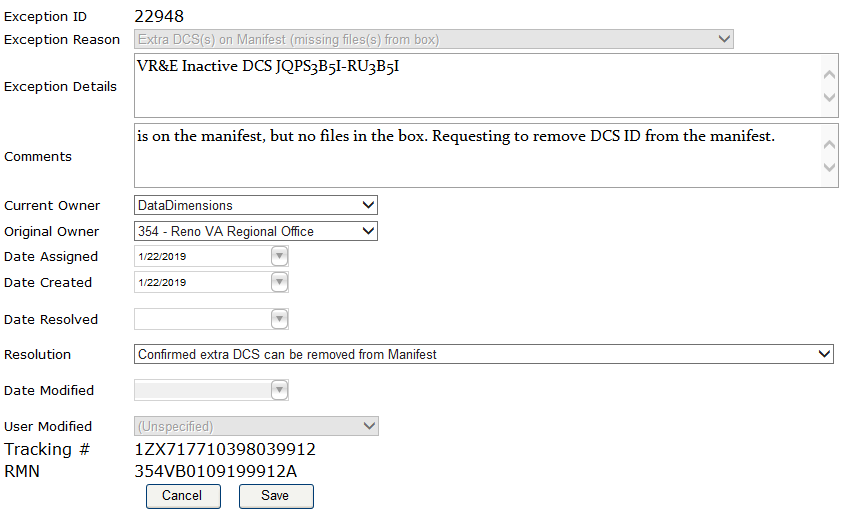 Exception ID 22948
Exception Reason Extra DCS(s) on Manifest (missing files(s) from box)
Exception Details VR&E Inactive DCS JQPS3B5I-RU3B5I
Comments is on the manifest, but no files in the box. Requesting to remove DCS ID from the manifest.
Current Owner DataDimensions
Original Owner 354 - Reno VA Regional Office
Date Assigned 1/22/2019
Date Created 1/22/2019
Date Resolved
Resolution Confirmed extra DCS can be removed from Manifest
Date Modified
User Modified (Unspecified)
Tracking # 1ZX717710398039912
RMN 354VB0109199912A
Cancel Save